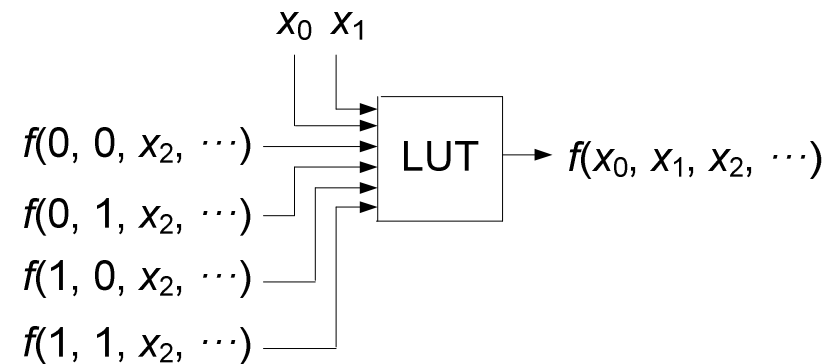 x₀ x₁
f(0, 0, x₂, ⋯)
LUT
f(x₀, x₁, x₂, ⋯)
f(0, 1, x₂, ⋯)
f(1, 0, x₂, ⋯)
f(1, 1, x₂, ⋯)